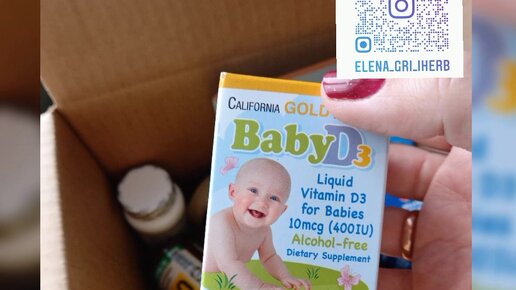 ELENA_GRI_IHERB
CALIFORNIA GOLD
BabyD3
Liquid
Vitamin D3
for Babies
10mcg (400IU)
Alcohol-free
Dietary Supplement